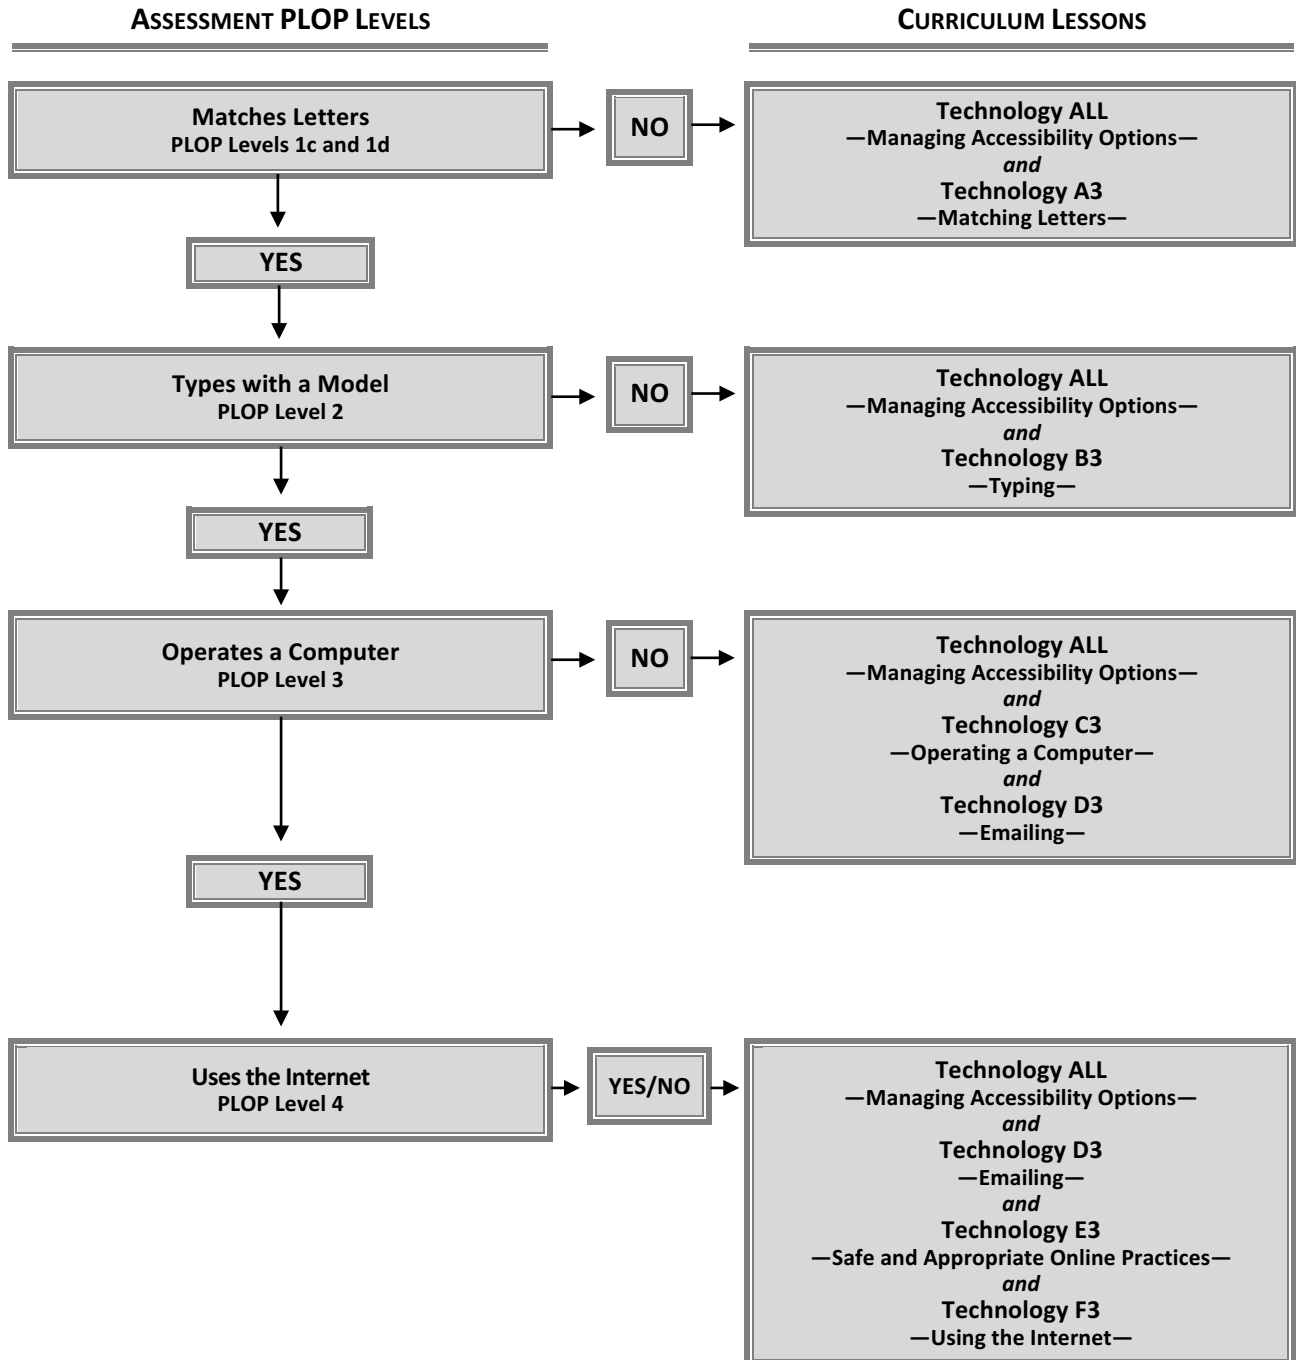 ASSESSMENT PLOP LEVELS
CURRICULUM LESSONS
Matches Letters
PLOP Levels 1c and 1d
NO
Technology ALL
—Managing Accessibility Options—
and
Technology A3
—Matching Letters—
YES
Types with a Model
PLOP Level 2
NO
Technology ALL
—Managing Accessibility Options—
and
Technology B3
—Typing—
YES
Operates a Computer
PLOP Level 3
NO
Technology ALL
—Managing Accessibility Options—
and
Technology C3
—Operating a Computer—
and
Technology D3
—Emailing—
YES
Uses the Internet
PLOP Level 4
YES/NO
Technology ALL
—Managing Accessibility Options—
and
Technology D3
—Emailing—
and
Technology E3
—Safe and Appropriate Online Practices—
and
Technology F3
—Using the Internet—